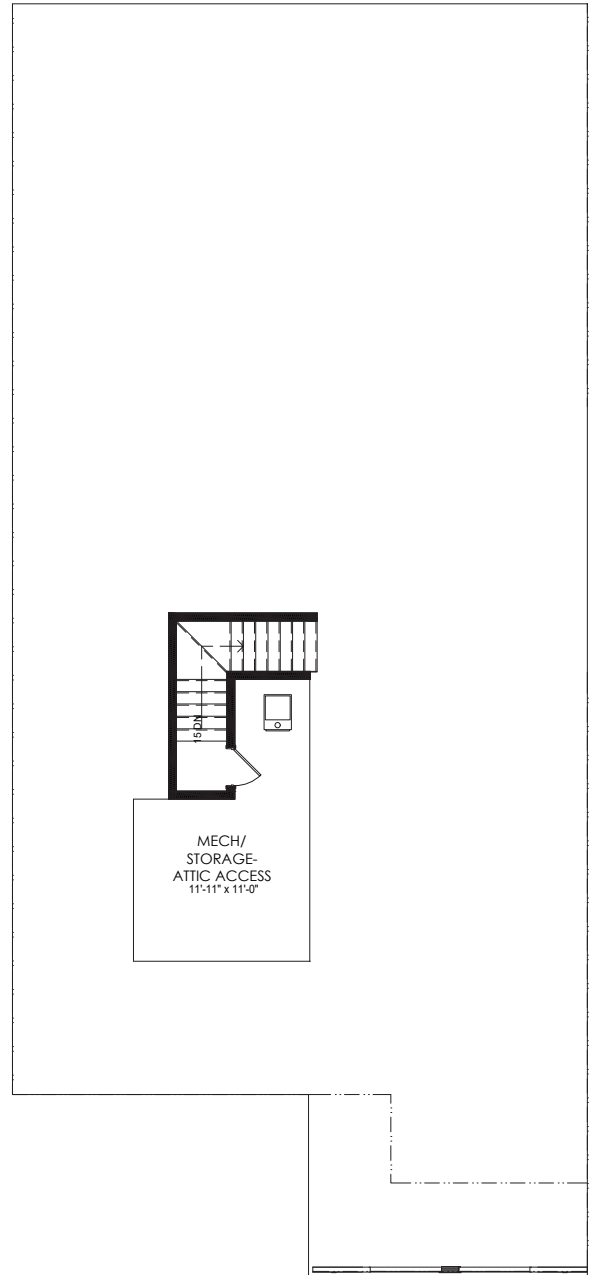 15 DN
MECH/
STORAGE-
ATTIC ACCESS
11'-11" x 11'-0"